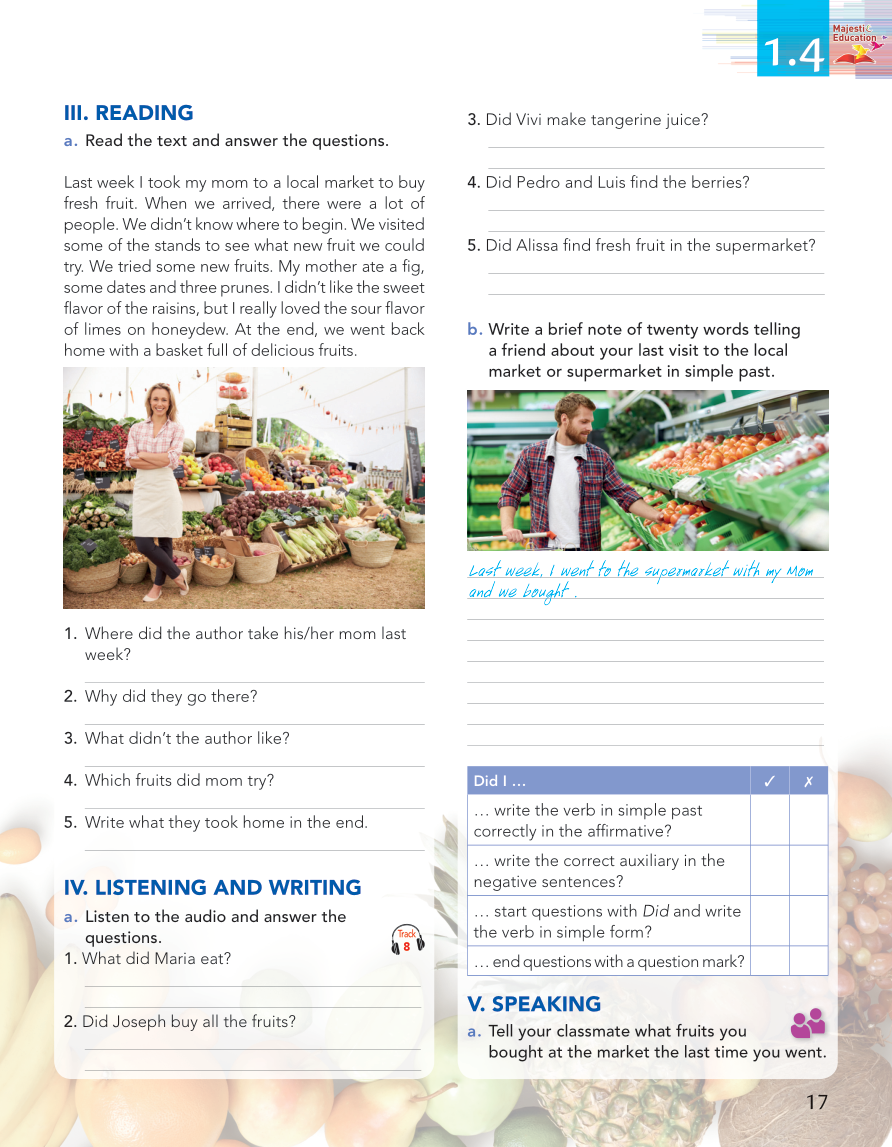 1.4
Majestic
Education
III. READING
a. Read the text and answer the questions.
Last week I took my mom to a local market to buy
fresh fruit. When we arrived, there were a lot of
people. We didn't know where to begin. We visited
some of the stands to see what new fruit we could
try. We tried some new fruits. My mother ate a fig,
some dates and three prunes. I didn't like the sweet
flavor of the raisins, but I really loved the sour flavor
of limes on honeydew. At the end, we went back
home with a basket full of delicious fruits.
1. Where did the author take his/her mom last
week?
2. Why did they go there?
3. What didn't the author like?
4. Which fruits did mom try?
5. Write what they took home in the end.
IV. LISTENING AND WRITING
a. Listen to the audio and answer the
questions.
Track
8
1. What did Maria eat?
2. Did Joseph buy all the fruits?
3. Did Vivi make tangerine juice?
4. Did Pedro and Luis find the berries?
5. Did Alissa find fresh fruit in the supermarket?
b. Write a brief note of twenty words telling
a friend about your last visit to the local
market or supermarket in simple past.
Last week, I went to the supermarket with my Mom
and we bought .
Did I ... ✓ ✗
... write the verb in simple past
correctly in the affirmative?
... write the correct auxiliary in the
negative sentences?
... start questions with Did and write
the verb in simple form?
... end questions with a question mark?
V. SPEAKING
a. Tell your classmate what fruits you
bought at the market the last time you went.
17